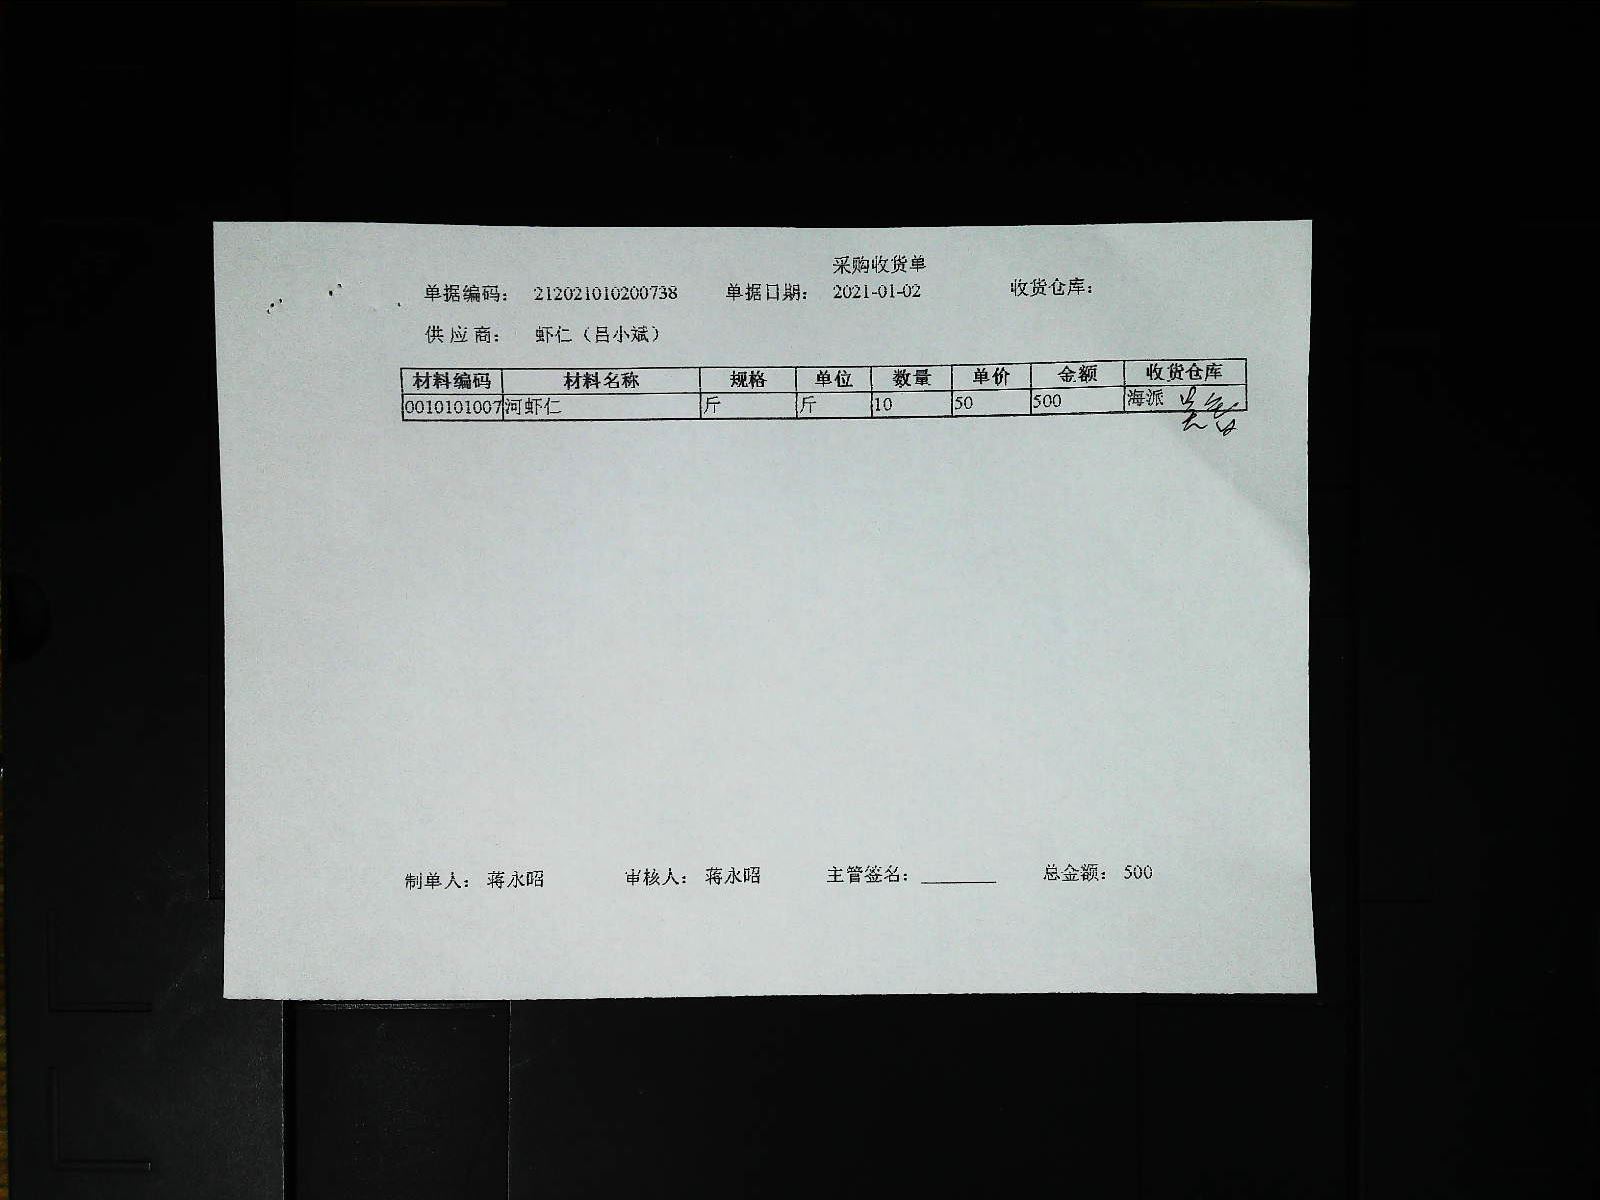 采购收货单
单据编码： 212021010200738 单据日期： 2021-01-02 收货仓库：
供应商： 虾仁（吕小斌）
材料编码 材料名称 规格 单位 数量 单价 金额 收货仓库
0010101007 河虾仁 斤 斤 10 50 500 海派
制单人： 蒋永昭 审核人： 蒋永昭 主管签名： ________ 总金额： 500